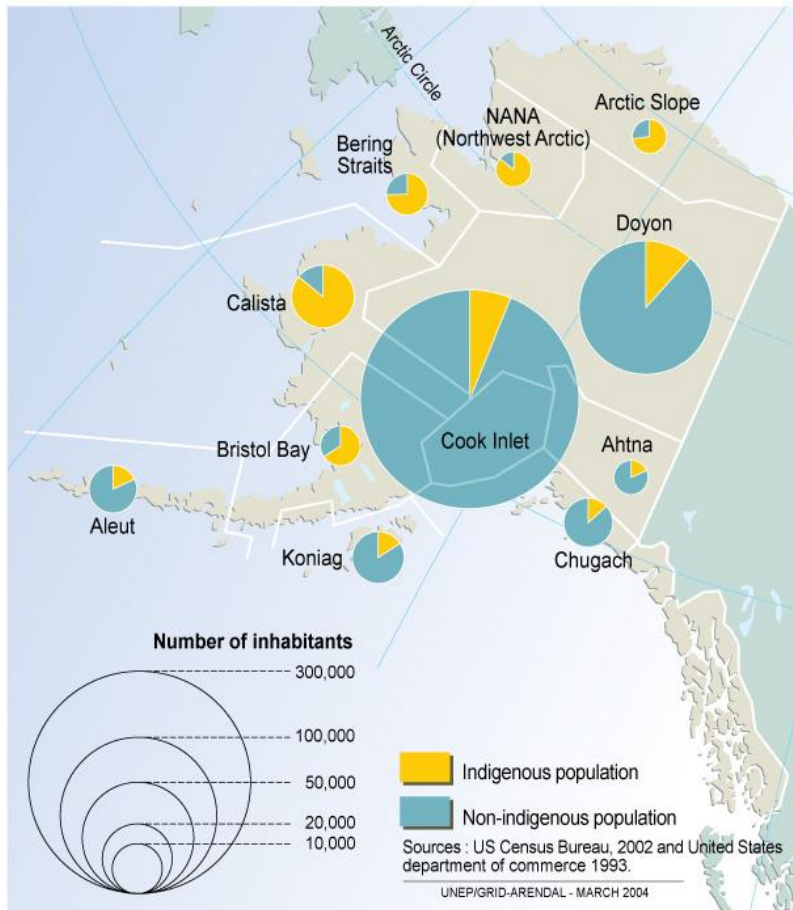 Arctic Circle
Arctic Slope
NANA
(Northwest Arctic)
Bering
Straits
Doyon
Calista
Cook Inlet
Bristol Bay
Ahtna
Aleut
Koniag
Chugach
Number of inhabitants
300,000
100,000
50,000
20,000
10,000
Indigenous population
Non-indigenous population
Sources : US Census Bureau, 2002 and United States
department of commerce 1993.
UNEP/GRID-ARENDAL - MARCH 2004